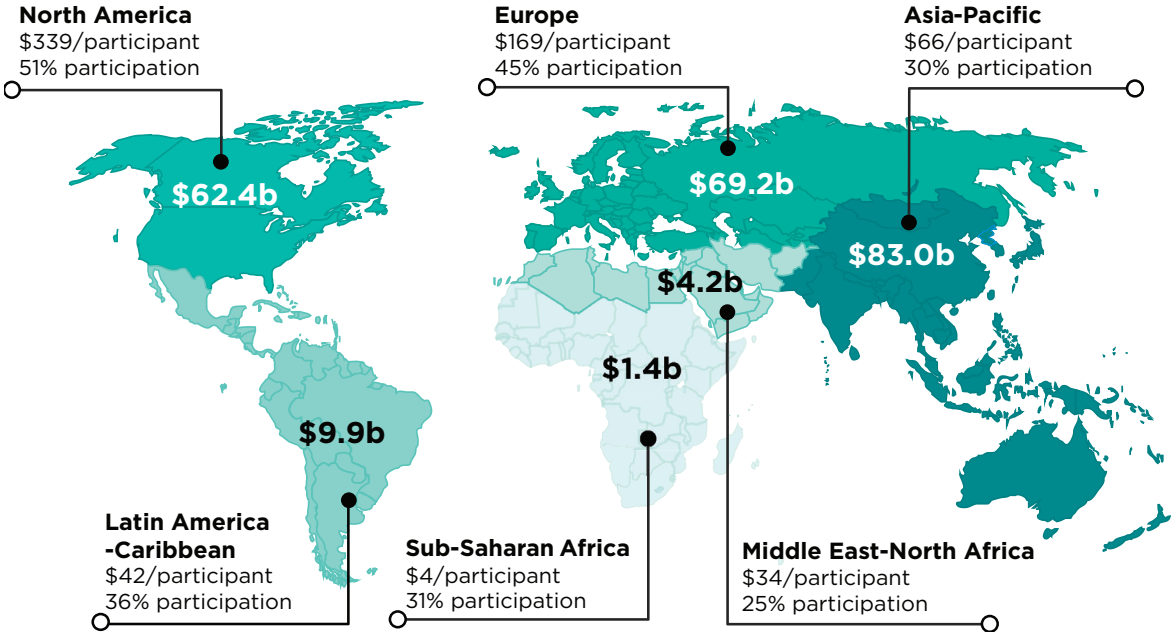 North America
$339/participant
51% participation
Europe
$169/participant
45% participation
Asia-Pacific
$66/participant
30% participation
$62.4b
$69.2b
$83.0b
$4.2b
$1.4b
$9.9b
Latin America
-Caribbean
$42/participant
36% participation
Sub-Saharan Africa
$4/participant
31% participation
Middle East-North Africa
$34/participant
25% participation